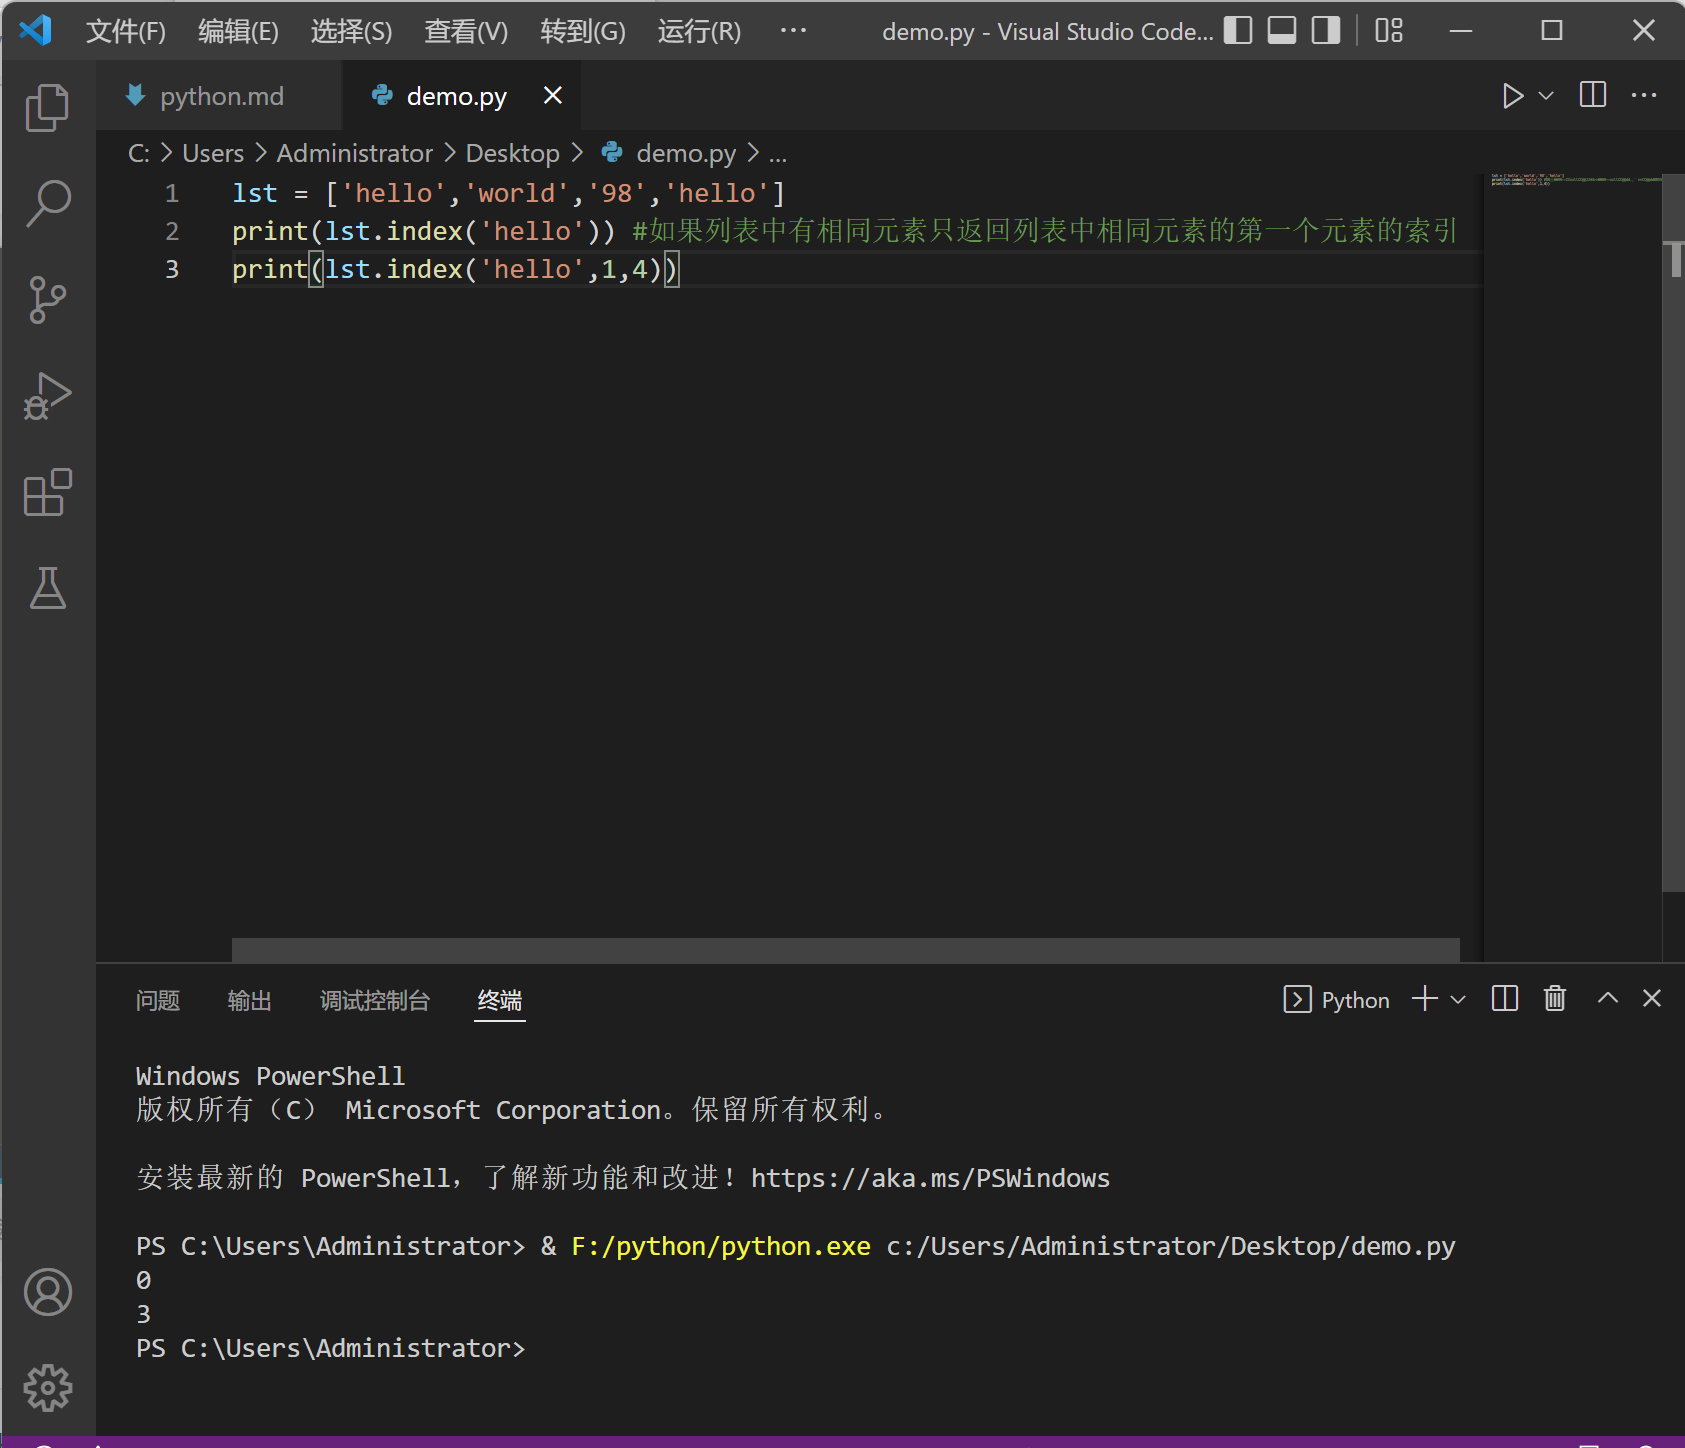 文件(F) 编辑(E) 选择(S) 查看(V) 转到(G) 运行(R) ··· demo.py - Visual Studio Code...
python.md demo.py
C: > Users > Administrator > Desktop > demo.py > ...
1 lst = ['hello','world','98','hello']
2 print(lst.index('hello')) #如果列表中有相同元素只返回列表中相同元素的第一个元素的索引
3 print(lst.index('hello',1,4))
问题 输出 调试控制台 终端 Python
Windows PowerShell
版权所有（C） Microsoft Corporation。保留所有权利。
安装最新的 PowerShell，了解新功能和改进！https://aka.ms/PSWindows
PS C:\Users\Administrator> & F:/python/python.exe c:/Users/Administrator/Desktop/demo.py
0
3
PS C:\Users\Administrator>